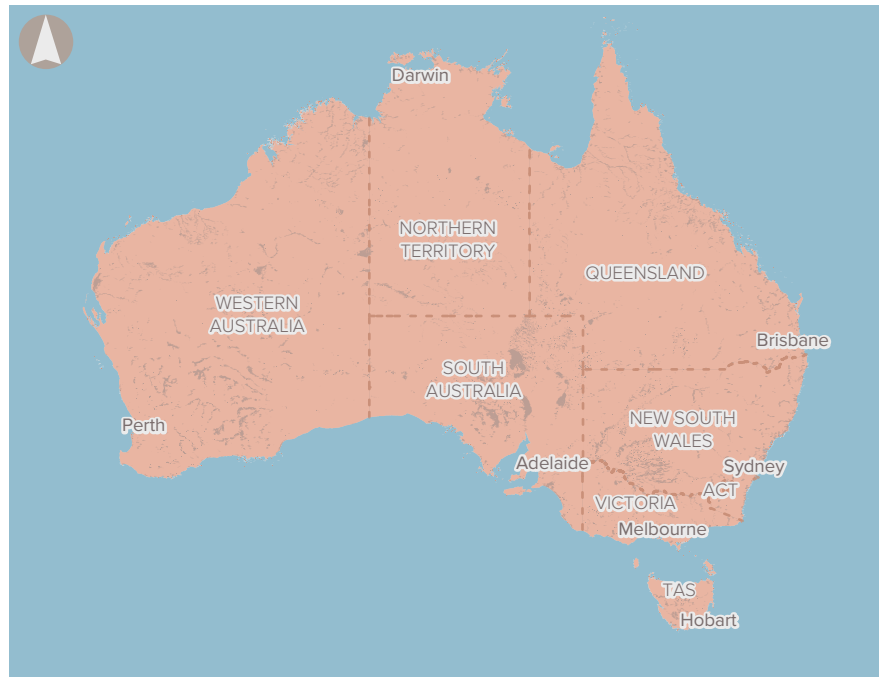 Darwin
NORTHERN
TERRITORY
QUEENSLAND
WESTERN
AUSTRALIA
Brisbane
SOUTH
AUSTRALIA
NEW SOUTH
WALES
Perth
Adelaide
Sydney
ACT
VICTORIA
Melbourne
TAS
Hobart